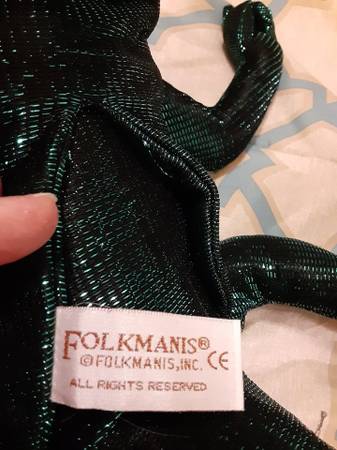 FOLKMANIS®
©FOLKMANIS, INC. CE
ALL RIGHTS RESERVED